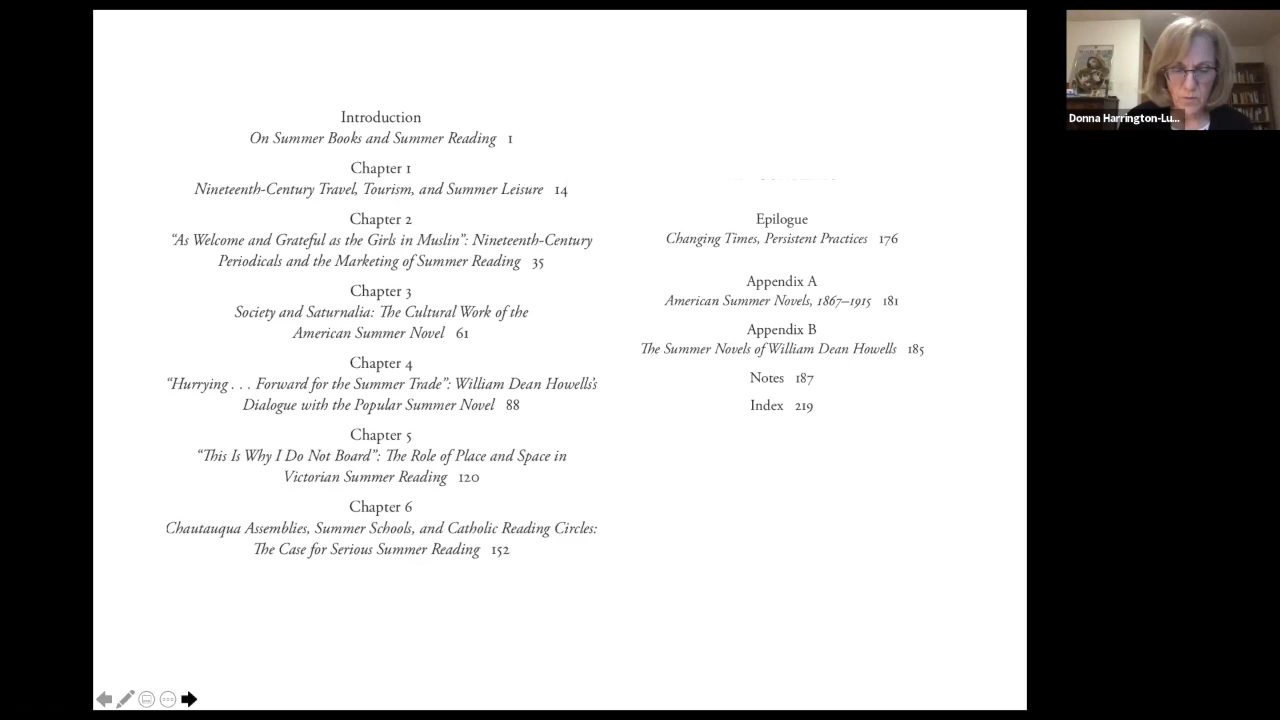 Introduction
On Summer Books and Summer Reading 1
Chapter 1
Nineteenth-Century Travel, Tourism, and Summer Leisure 14
Chapter 2
“As Welcome and Grateful as the Girls in Muslin”: Nineteenth-Century
Periodicals and the Marketing of Summer Reading 35
Chapter 3
Society and Saturnalia: The Cultural Work of the
American Summer Novel 61
Chapter 4
“Hurrying . . . Forward for the Summer Trade”: William Dean Howells’s
Dialogue with the Popular Summer Novel 88
Chapter 5
“This Is Why I Do Not Board”: The Role of Place and Space in
Victorian Summer Reading 120
Chapter 6
Chautauqua Assemblies, Summer Schools, and Catholic Reading Circles:
The Case for Serious Summer Reading 152
Epilogue
Changing Times, Persistent Practices 176
Appendix A
American Summer Novels, 1867–1915 181
Appendix B
The Summer Novels of William Dean Howells 185
Notes 187
Index 219
Donna Harrington-Lu...